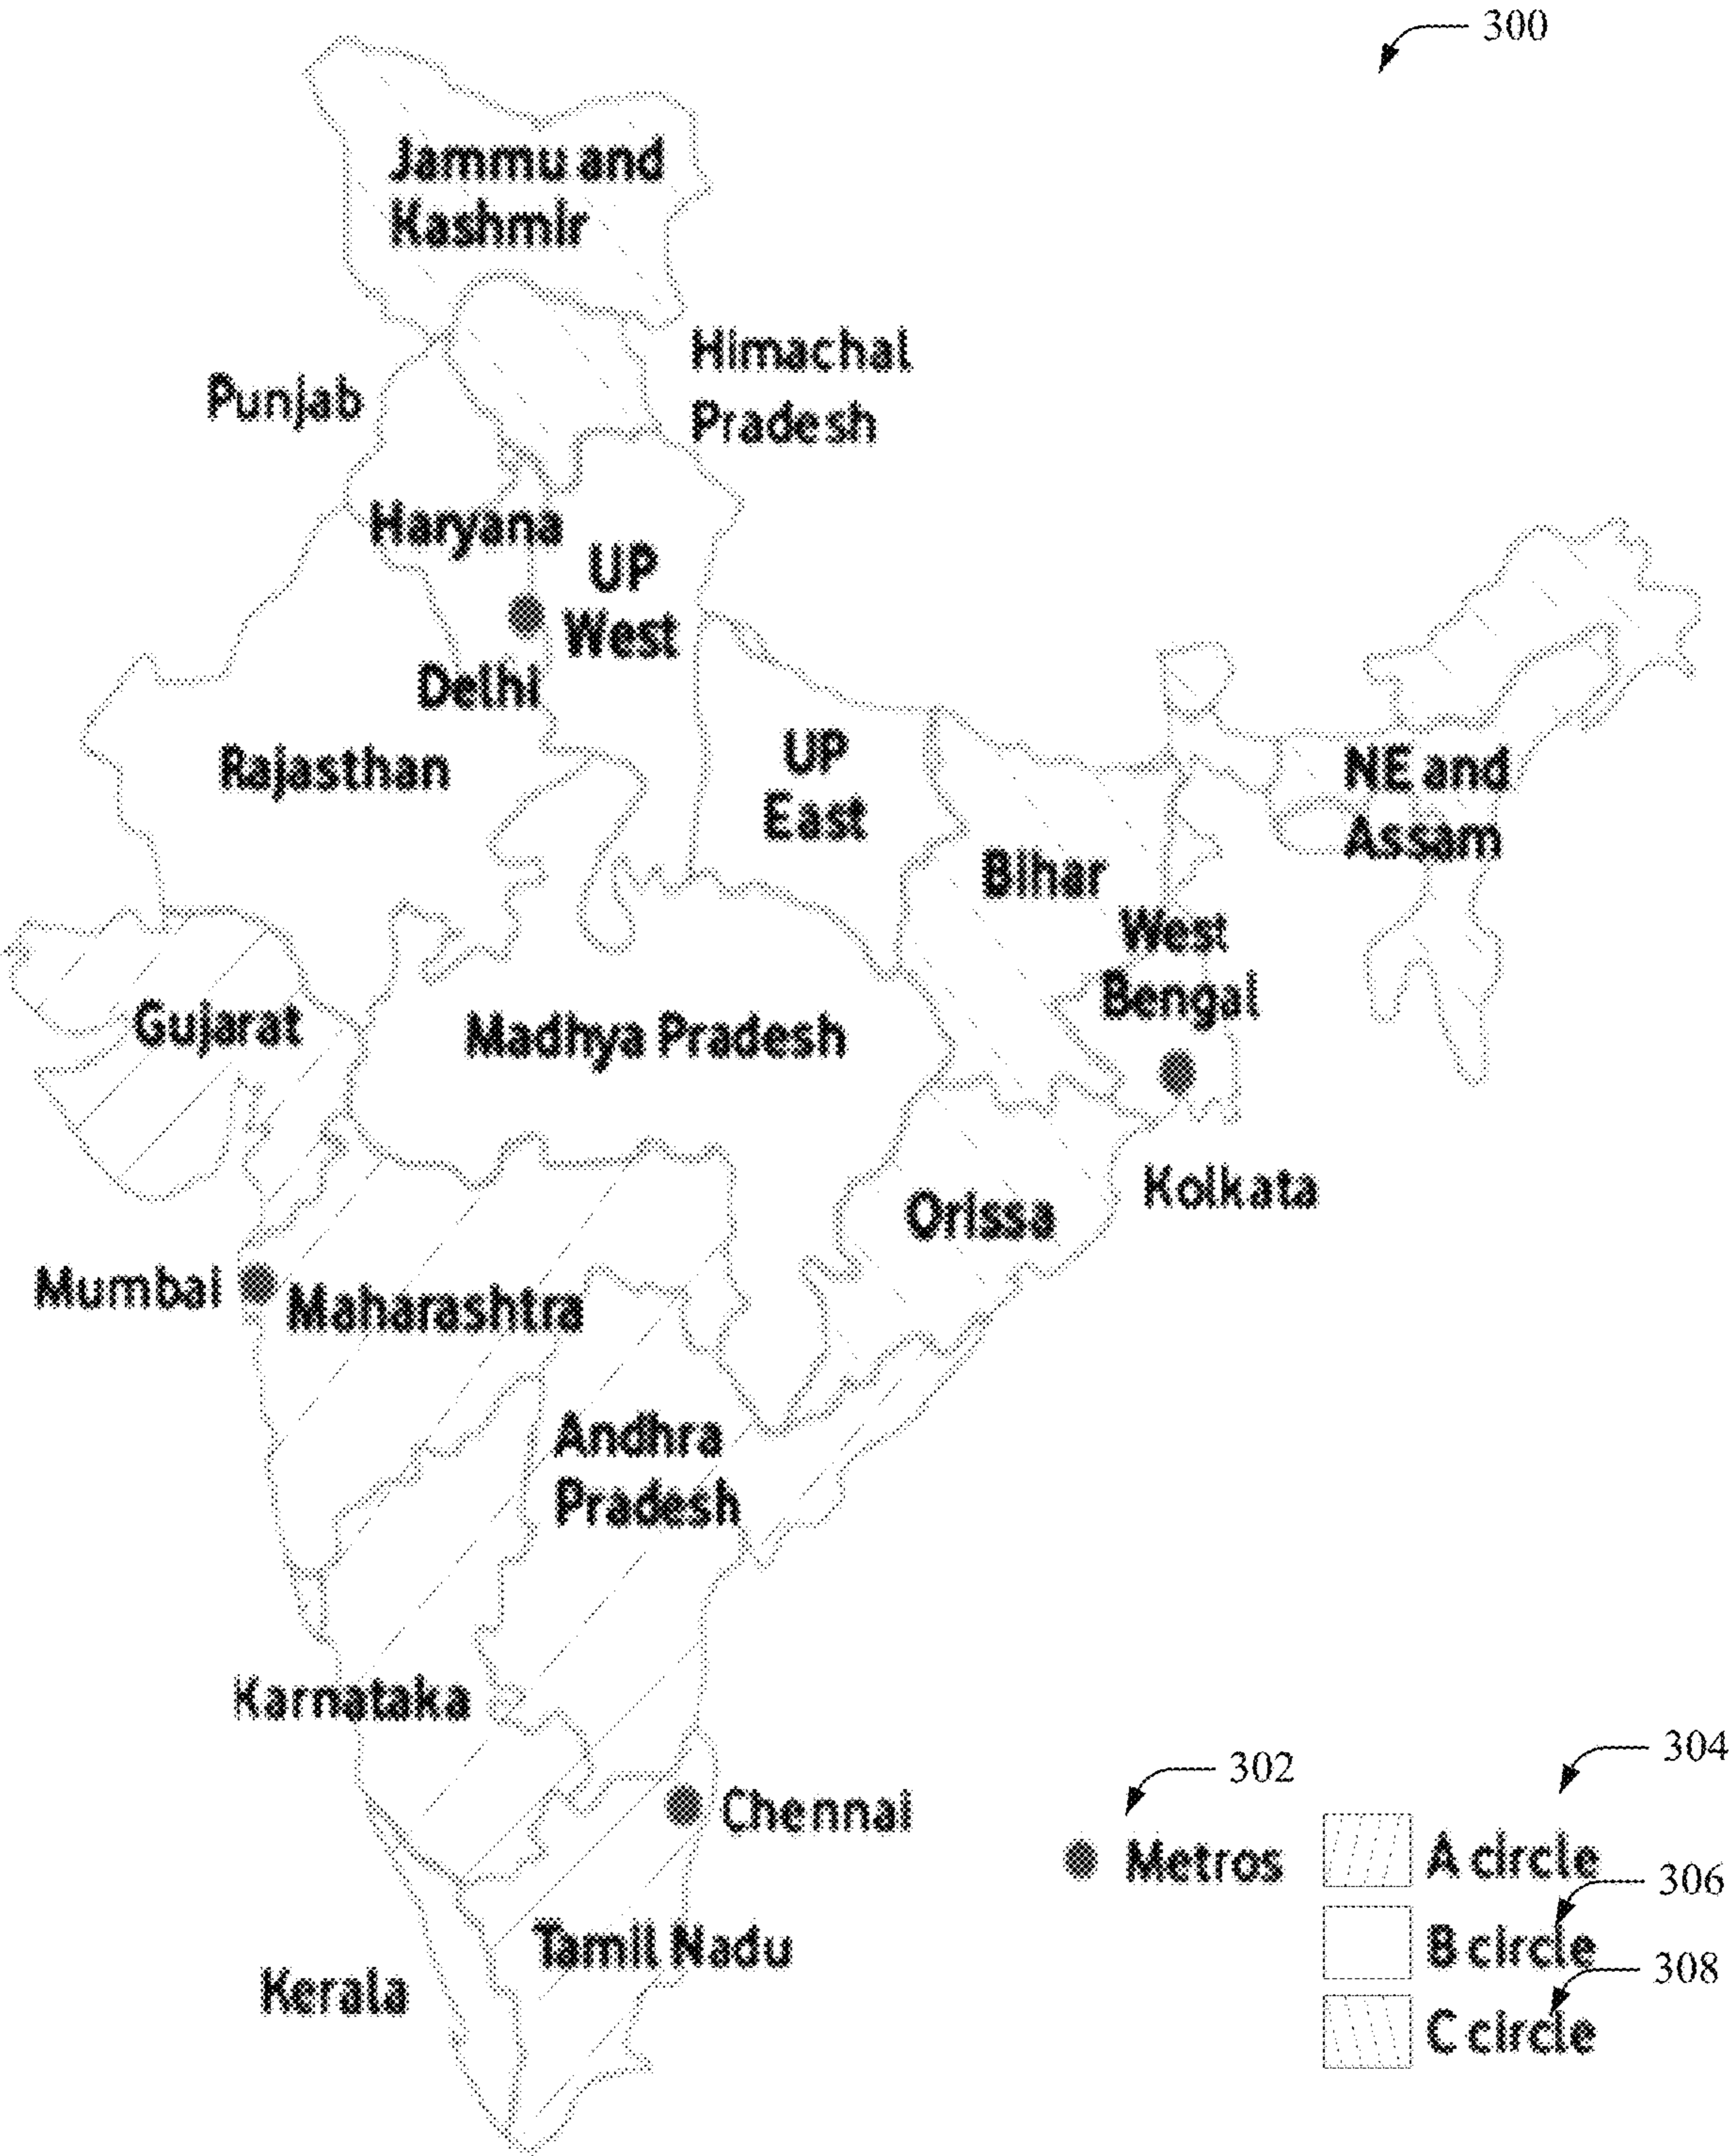 300
Jammu and
Kashmir
Himachal
Pradesh
Punjab
Haryana
UP
West
Delhi
Rajasthan
UP
East
NE and
Assam
Bihar
West
Bengal
Gujarat
Madhya Pradesh
Kolkata
Orissa
Mumbai
Maharashtra
Andhra
Pradesh
Karnataka
Chennai
Tamil Nadu
Kerala
302
Metros
304
A circle
306
B circle
308
C circle